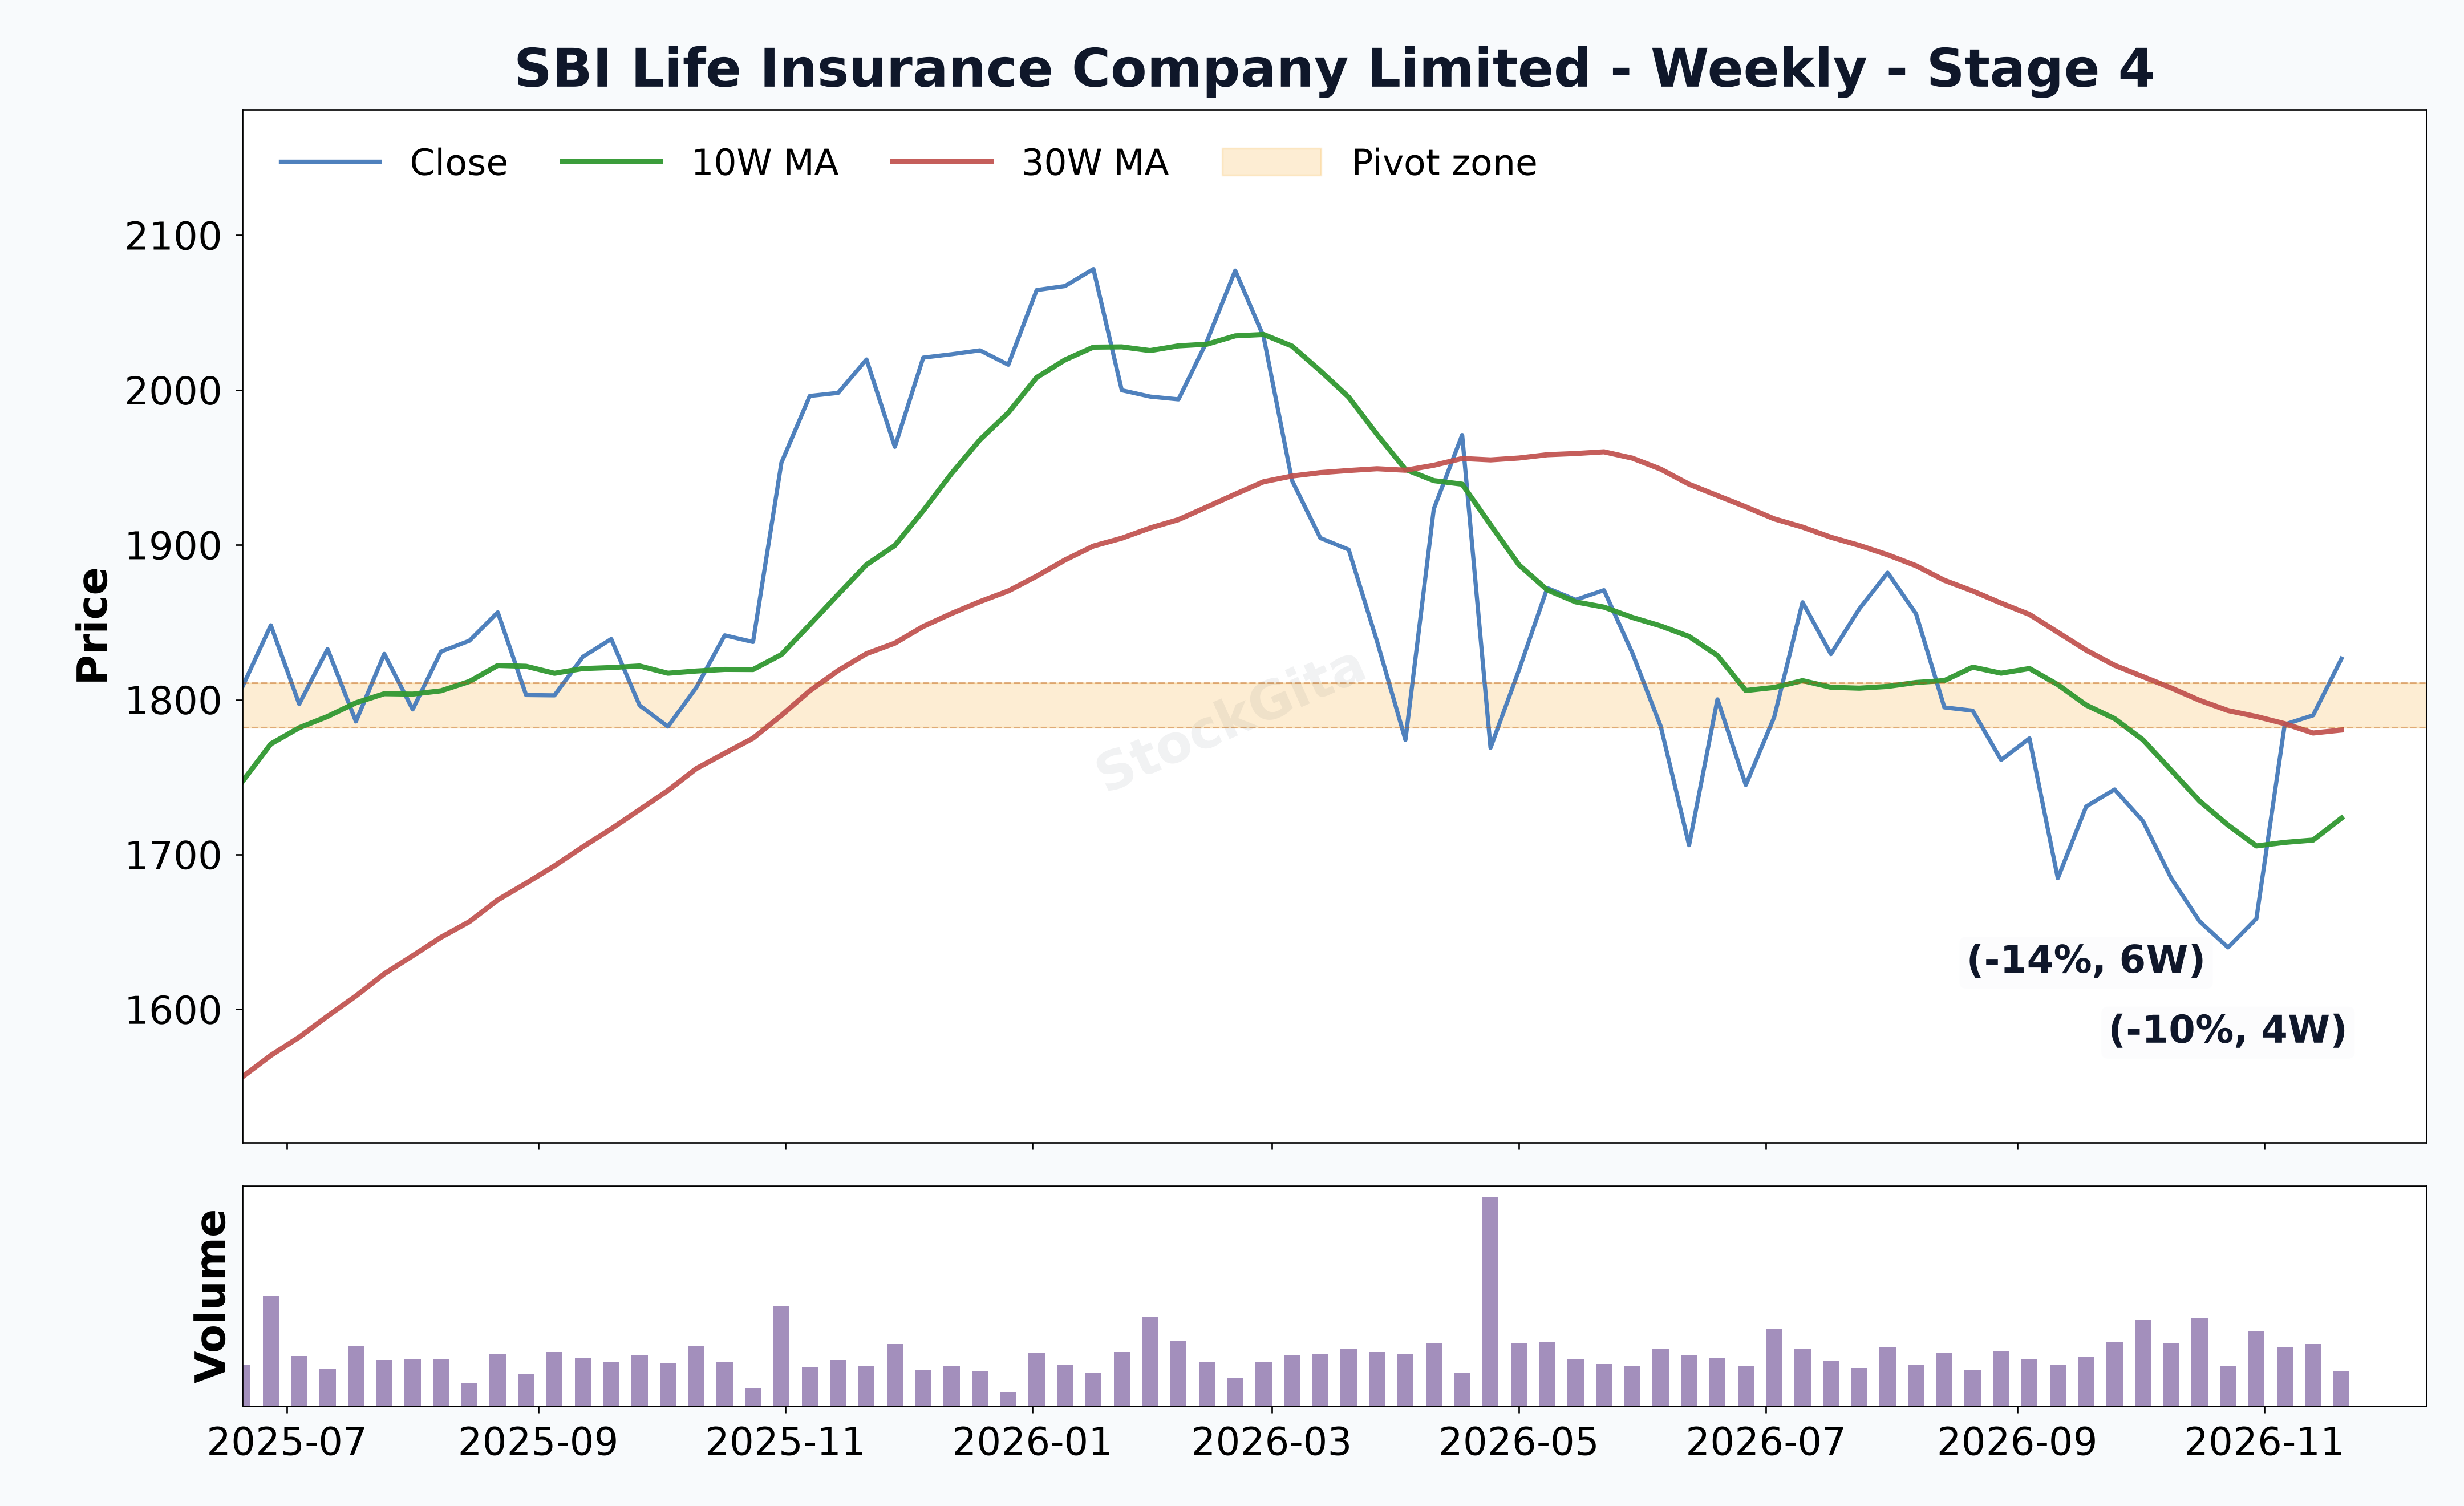 SBI Life Insurance Company Limited - Weekly - Stage 4
Close 10W MA 30W MA Pivot zone
Price
2100
2000
1900
1800
1700
1600
StockGita
(-14%, 6W)
(-10%, 4W)
Volume
2025-07 2025-09 2025-11 2026-01 2026-03 2026-05 2026-07 2026-09 2026-11